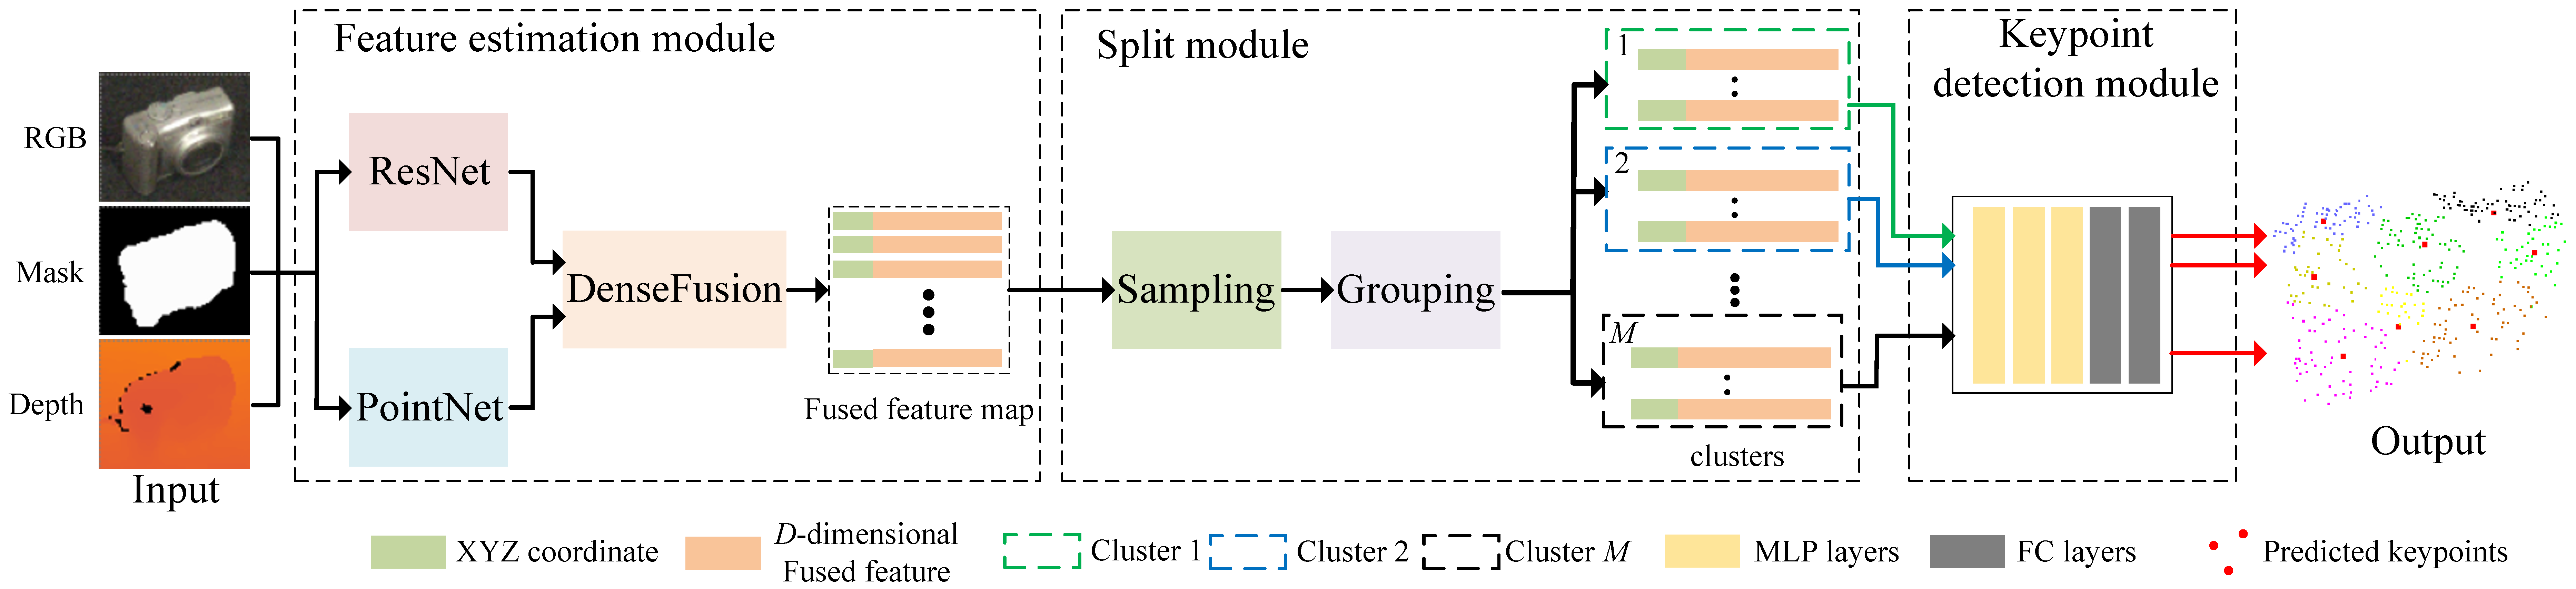 Feature estimation module
Split module
Keypoint
detection module
RGB
Mask
Depth
Input
ResNet
PointNet
DenseFusion
Fused feature map
Sampling
Grouping
1
2
M
clusters
Output
XYZ coordinate
D-dimensional
Fused feature
Cluster 1
Cluster 2
Cluster M
MLP layers
FC layers
Predicted keypoints